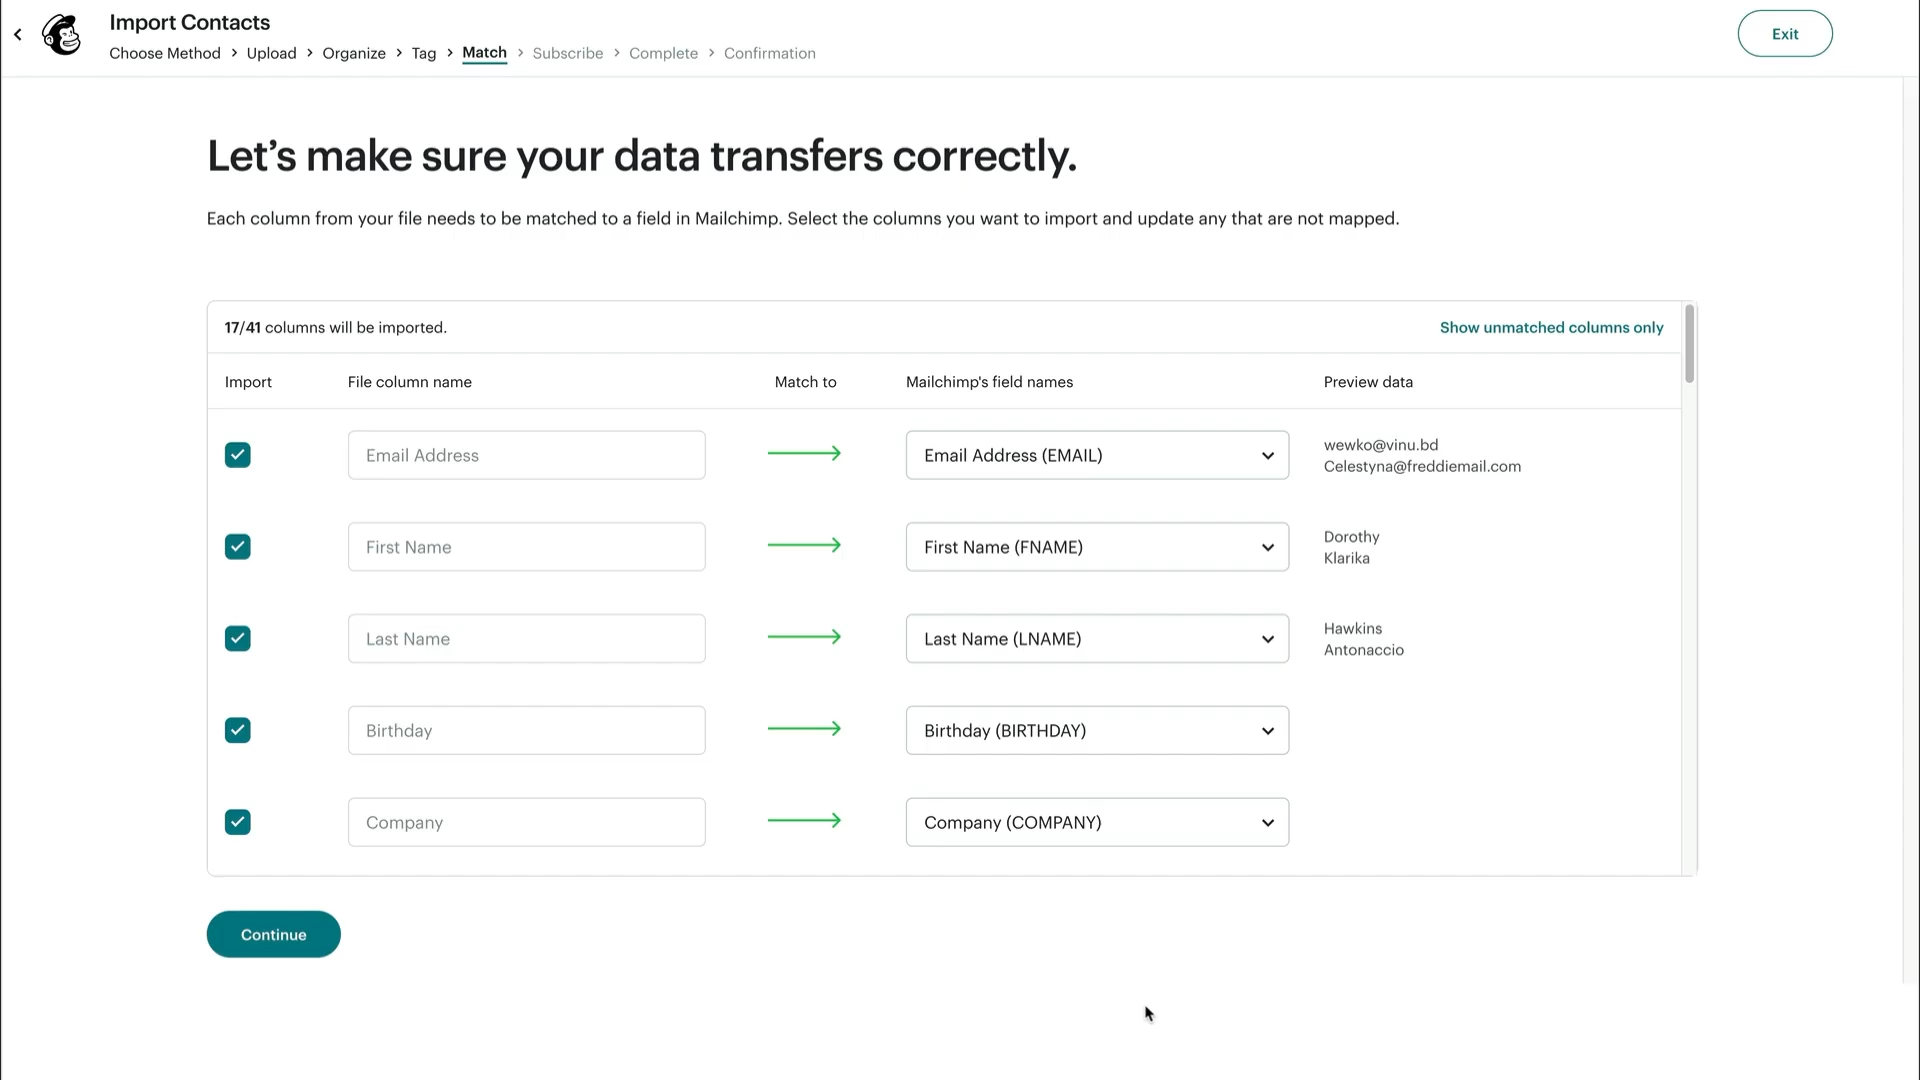 Import Contacts
Exit
Choose Method > Upload > Organize > Tag > Match > Subscribe > Complete > Confirmation
Let’s make sure your data transfers correctly.
Each column from your file needs to be matched to a field in Mailchimp. Select the columns you want to import and update any that are not mapped.
17/41 columns will be imported.
Show unmatched columns only
Import File column name Match to Mailchimp's field names Preview data
Email Address
Email Address (EMAIL)
wewko@vinu.bd
Celestyna@freddiemail.com
First Name
First Name (FNAME)
Dorothy
Klarika
Last Name
Last Name (LNAME)
Hawkins
Antonaccio
Birthday
Birthday (BIRTHDAY)
Company
Company (COMPANY)
Continue